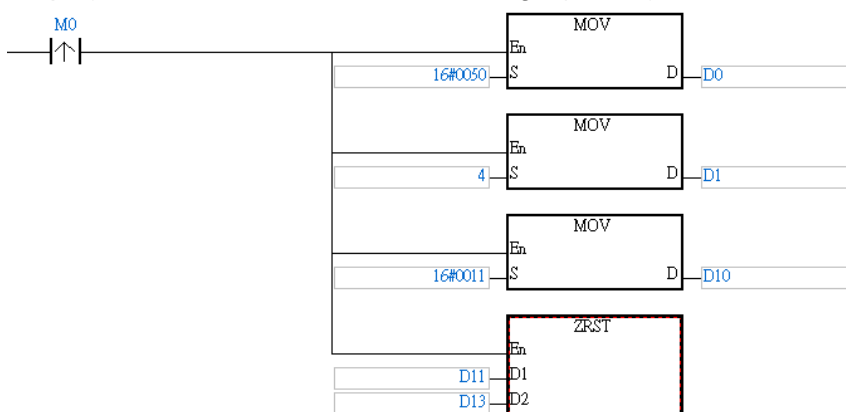 M0
MOV
En
16#0050 S D D0
MOV
En
4 S D D1
MOV
En
16#0011 S D D10
ZRST
En
D11 D1
D13 D2